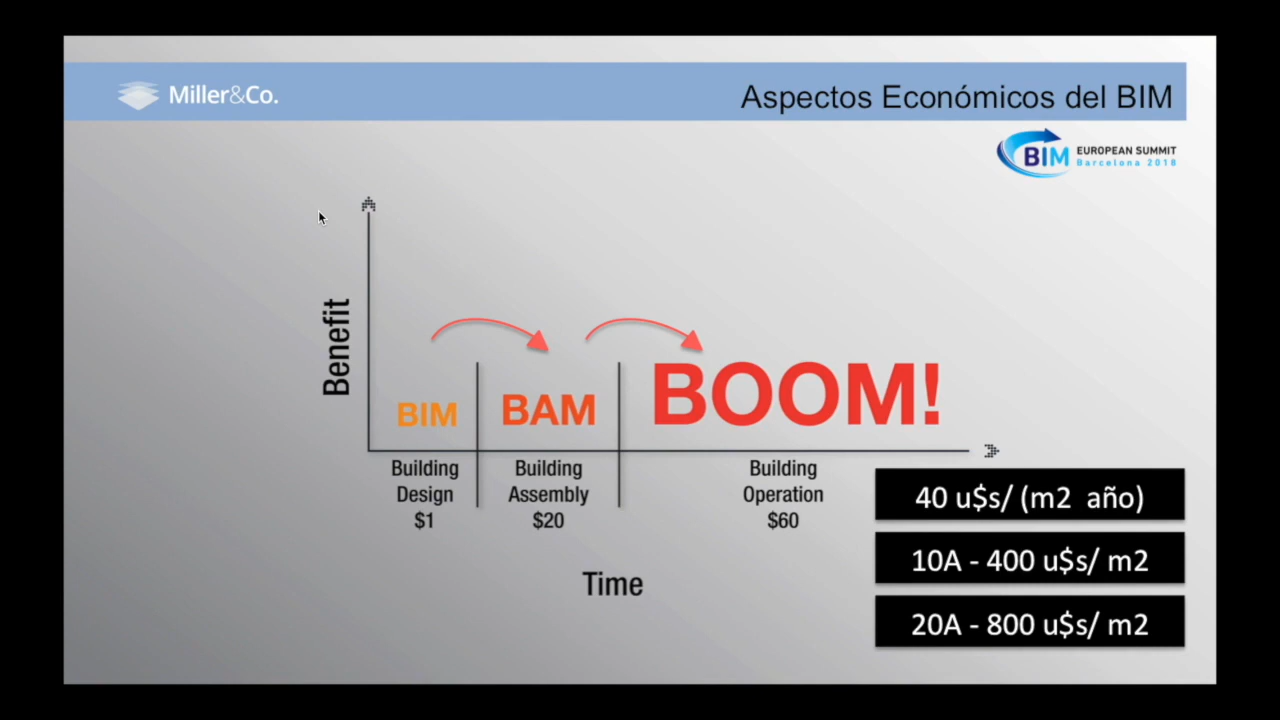 Miller&Co.
Aspectos Económicos del BIM
BIM EUROPEAN SUMMIT
Barcelona 2018
Benefit
BIM
BAM
BOOM!
Building
Design
$1
Building
Assembly
$20
Building
Operation
$60
Time
40 u$s/ (m2 año)
10A - 400 u$s/ m2
20A - 800 u$s/ m2